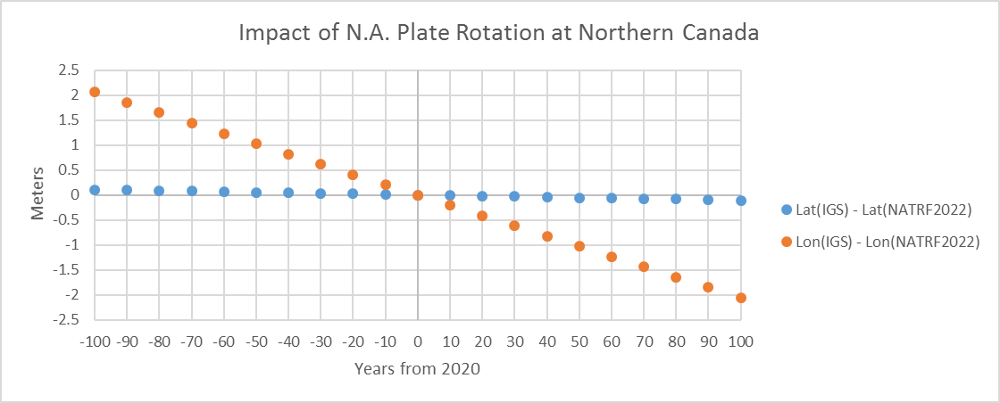 Impact of N.A. Plate Rotation at Northern Canada
Meters
2.5
2
1.5
1
0.5
0
-0.5
-1
-1.5
-2
-2.5
-100 -90 -80 -70 -60 -50 -40 -30 -20 -10 0 10 20 30 40 50 60 70 80 90 100
Years from 2020
Lat(IGS) - Lat(NATRF2022)
Lon(IGS) - Lon(NATRF2022)